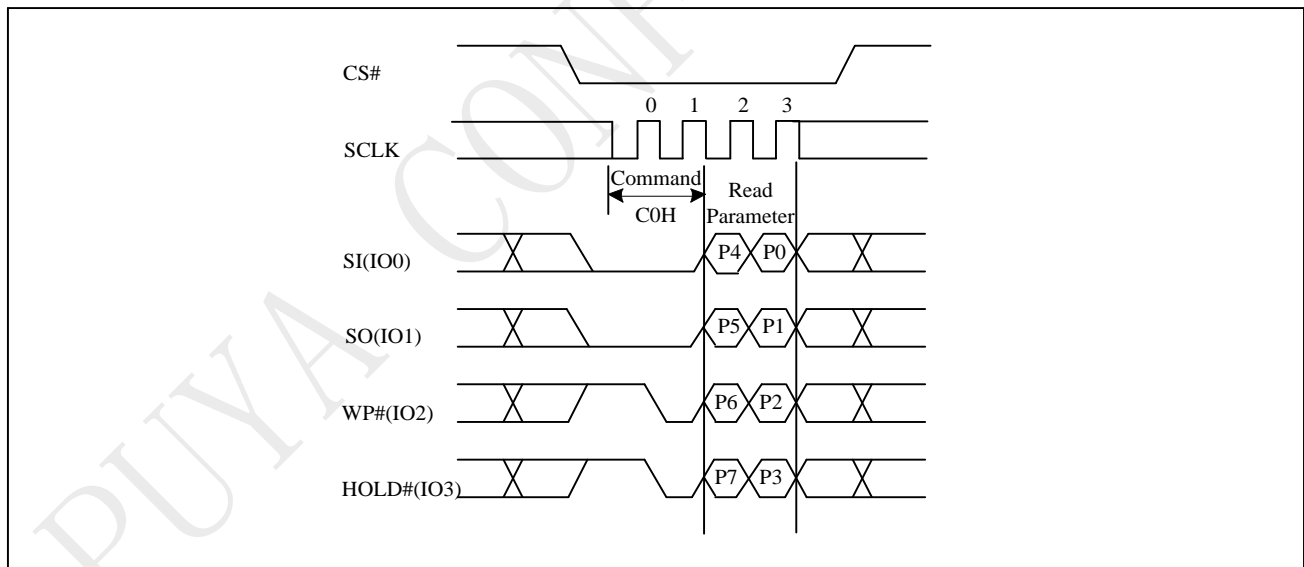 PUYA CONF
CS#
0 1 2 3
SCLK
Command
C0H
Read
Parameter
SI(IO0)
P4 P0
SO(IO1)
P5 P1
WP#(IO2)
P6 P2
HOLD#(IO3)
P7 P3